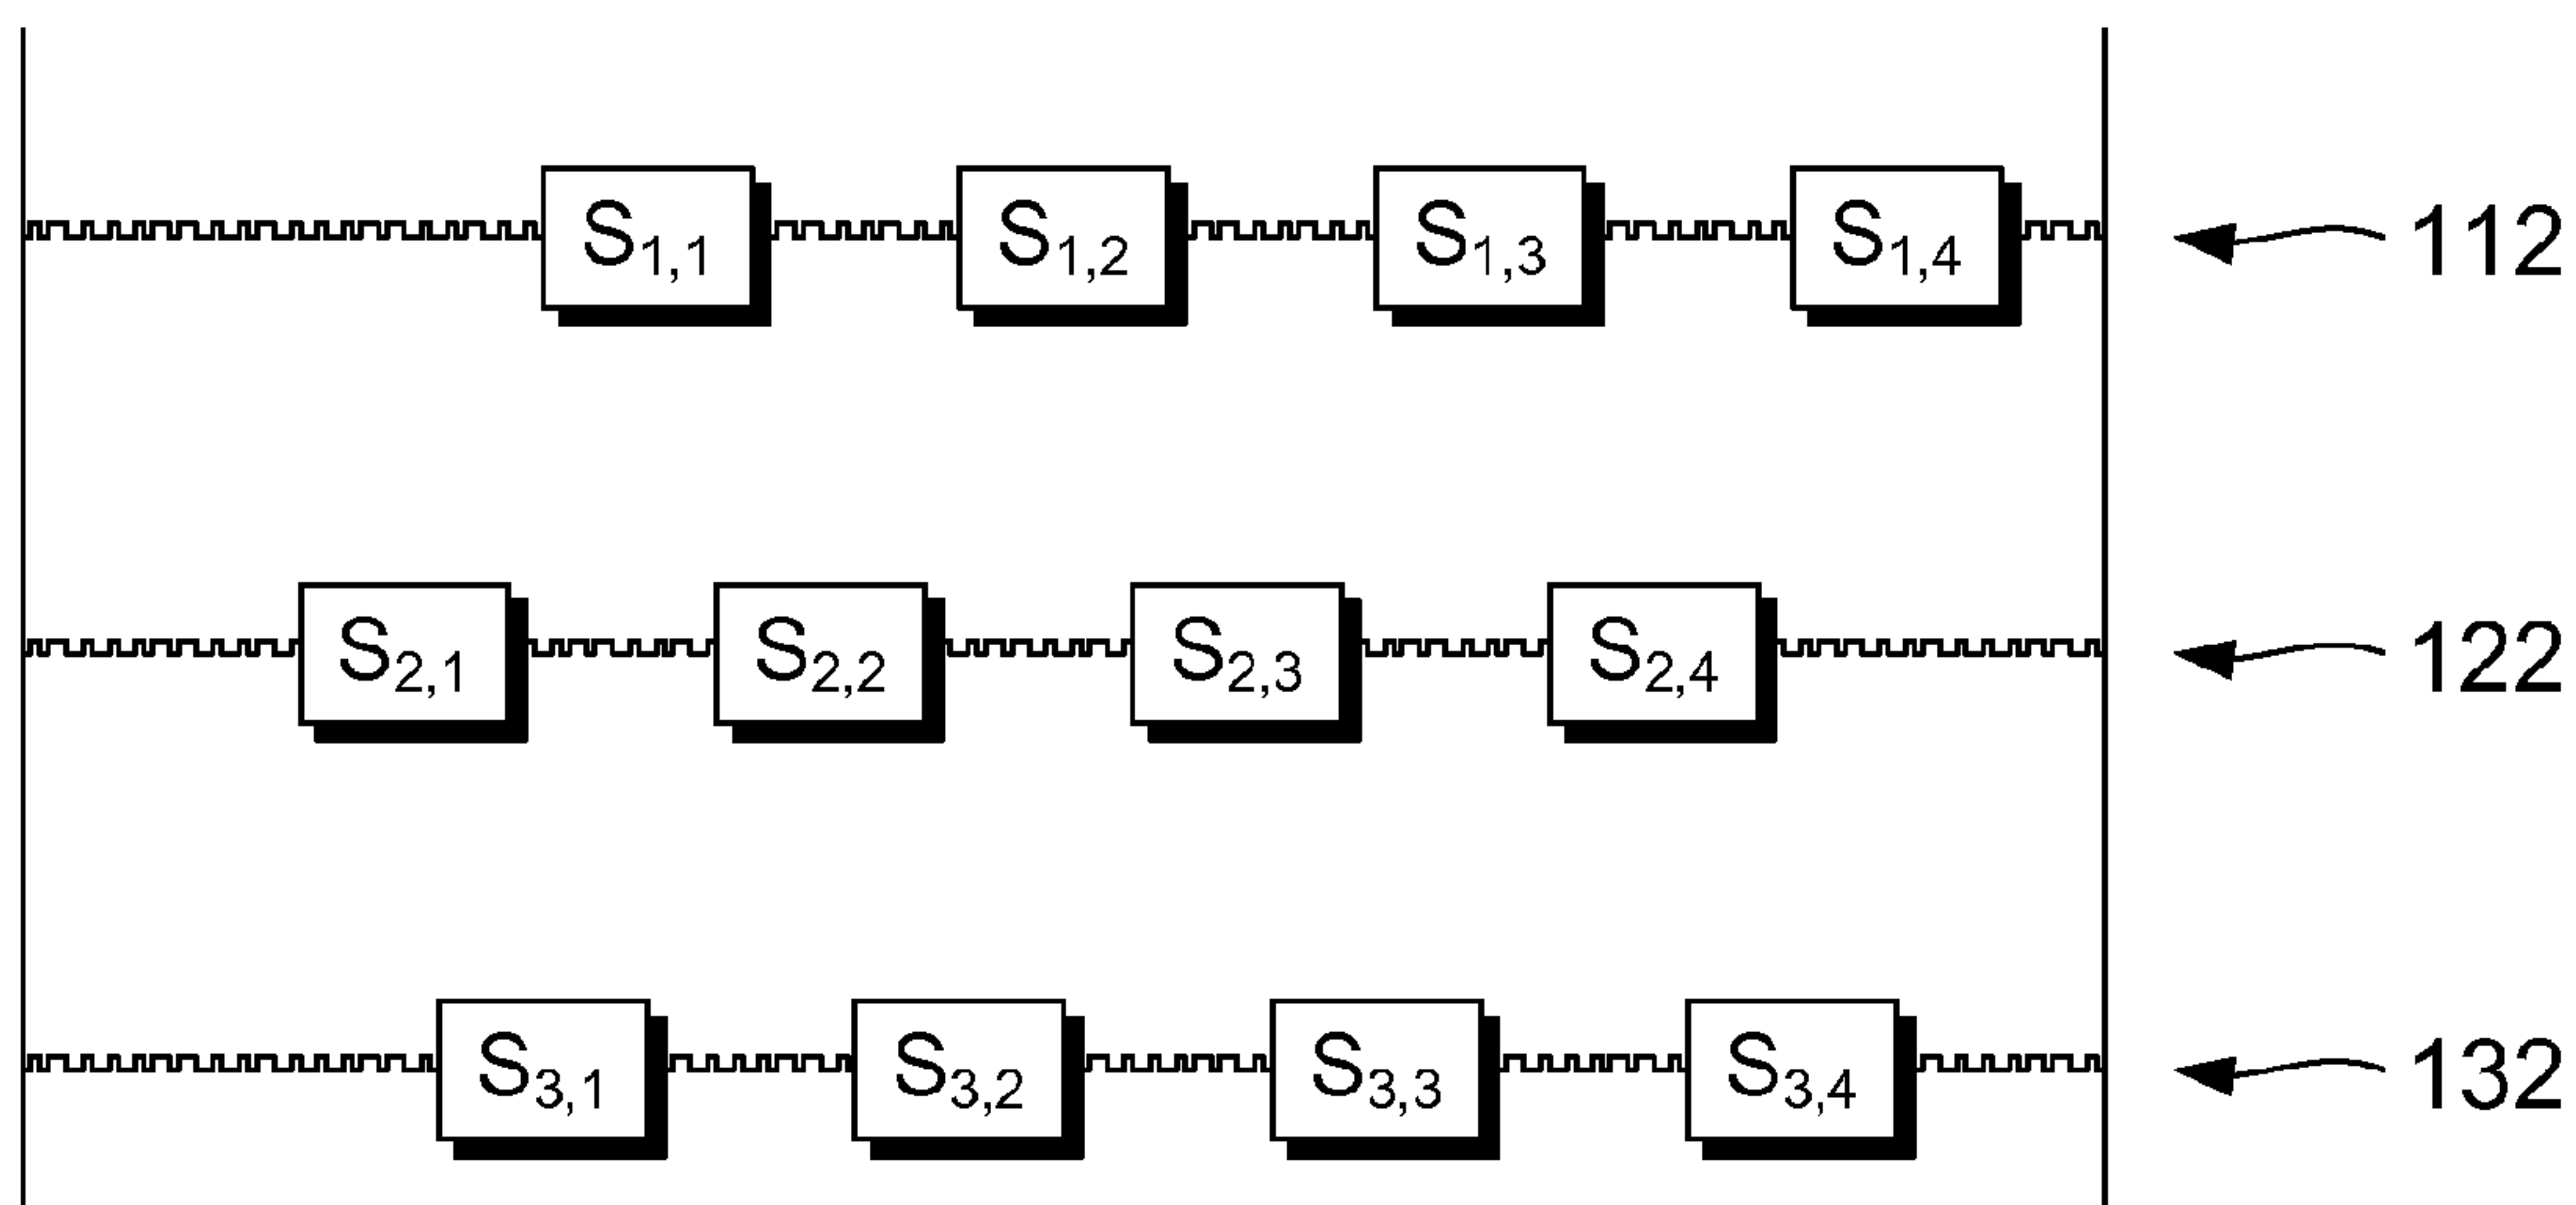 S1,1 S1,2 S1,3 S1,4 112
S2,1 S2,2 S2,3 S2,4 122
S3,1 S3,2 S3,3 S3,4 132